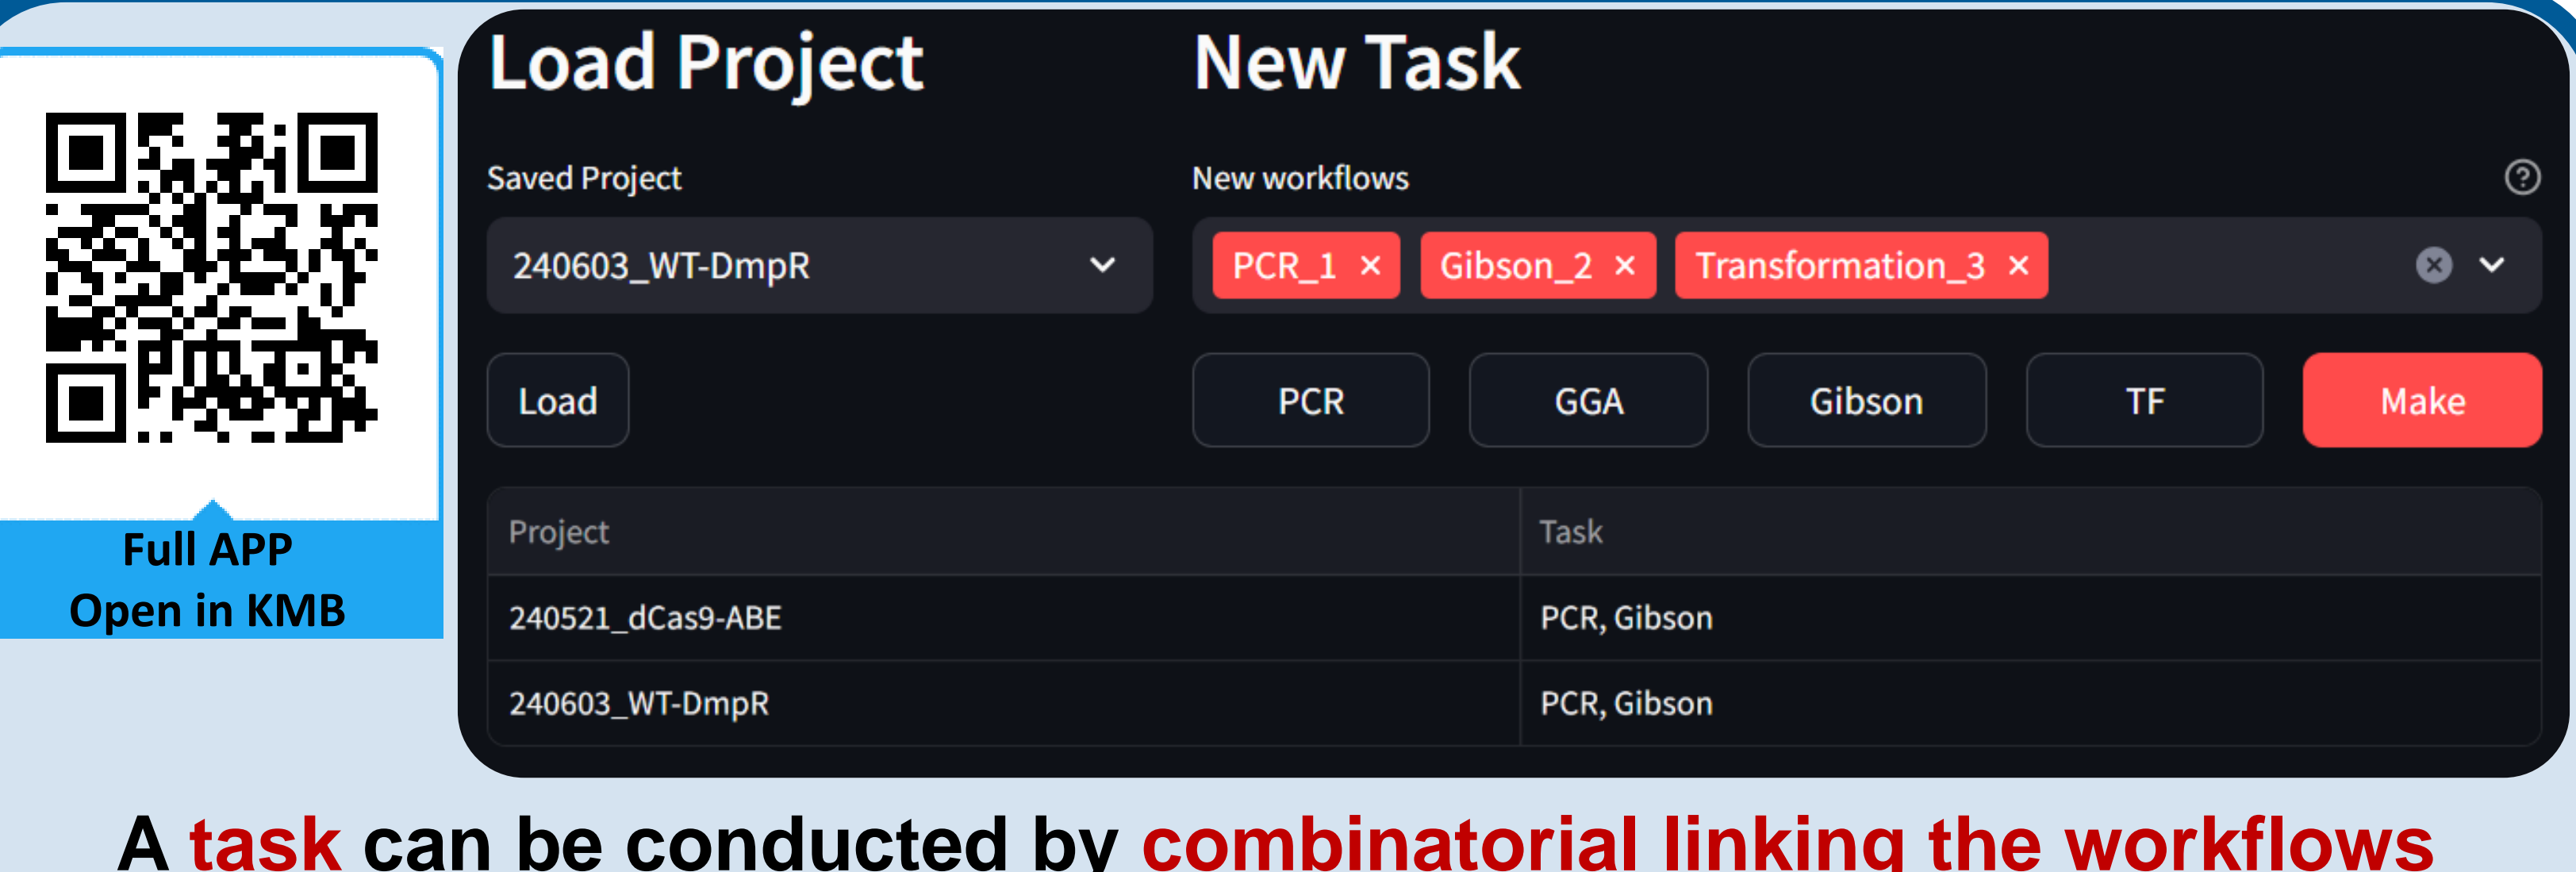 Full APP
Open in KMB
Load Project
Saved Project
240603_WT-DmpR
Load
New Task
New workflows
PCR_1 Gibson_2 Transformation_3
PCR GGA Gibson TF Make
Project Task
240521_dCas9-ABE PCR, Gibson
240603_WT-DmpR PCR, Gibson
A task can be conducted by combinatorial linking the workflows